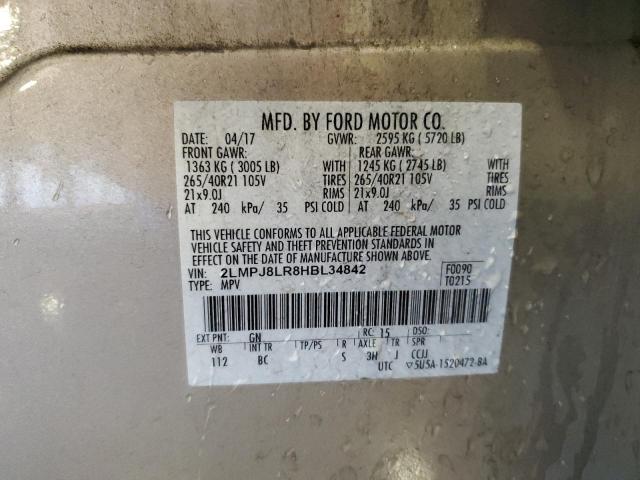 MFD. BY FORD MOTOR CO.
DATE: 04/17 GVWR: 2595 KG ( 5720 LB)
FRONT GAWR: REAR GAWR:
1363 KG ( 3005 LB) WITH 1245 KG ( 2745 LB) WITH
265/40R21 105V TIRES 265/40R21 105V TIRES
21x9.0J RIMS 21x9.0J RIMS
AT 240 kPa/ 35 PSI COLD AT 240 kPa/ 35 PSI COLD
THIS VEHICLE CONFORMS TO ALL APPLICABLE FEDERAL MOTOR
VEHICLE SAFETY AND THEFT PREVENTION STANDARDS IN
EFFECT ON THE DATE OF MANUFACTURE SHOWN ABOVE.
VIN: 2LMPJ8LR8HBL34842 F0090
TYPE: MPV T0215
EXT PNT: GN RC: 15 DSO:
WB INT TR TP/PS R AXLE TR SPR
112 BC S 3H J CCJJ
UTC ▽5U5A-1520472-BA